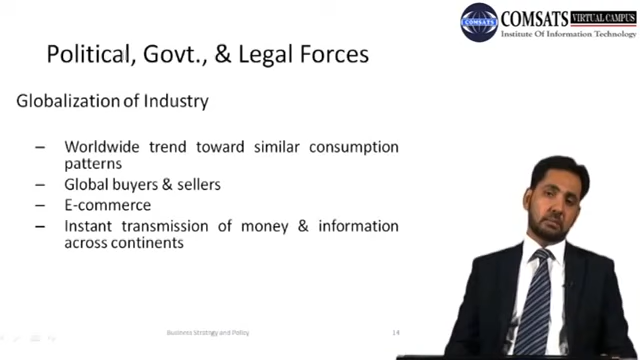 COMSATS VIRTUAL CAMPUS
Institute Of Information Technology
Political, Govt., & Legal Forces
Globalization of Industry
– Worldwide trend toward similar consumption
patterns
– Global buyers & sellers
– E-commerce
– Instant transmission of money & information
across continents
Business Strategy and Policy
14